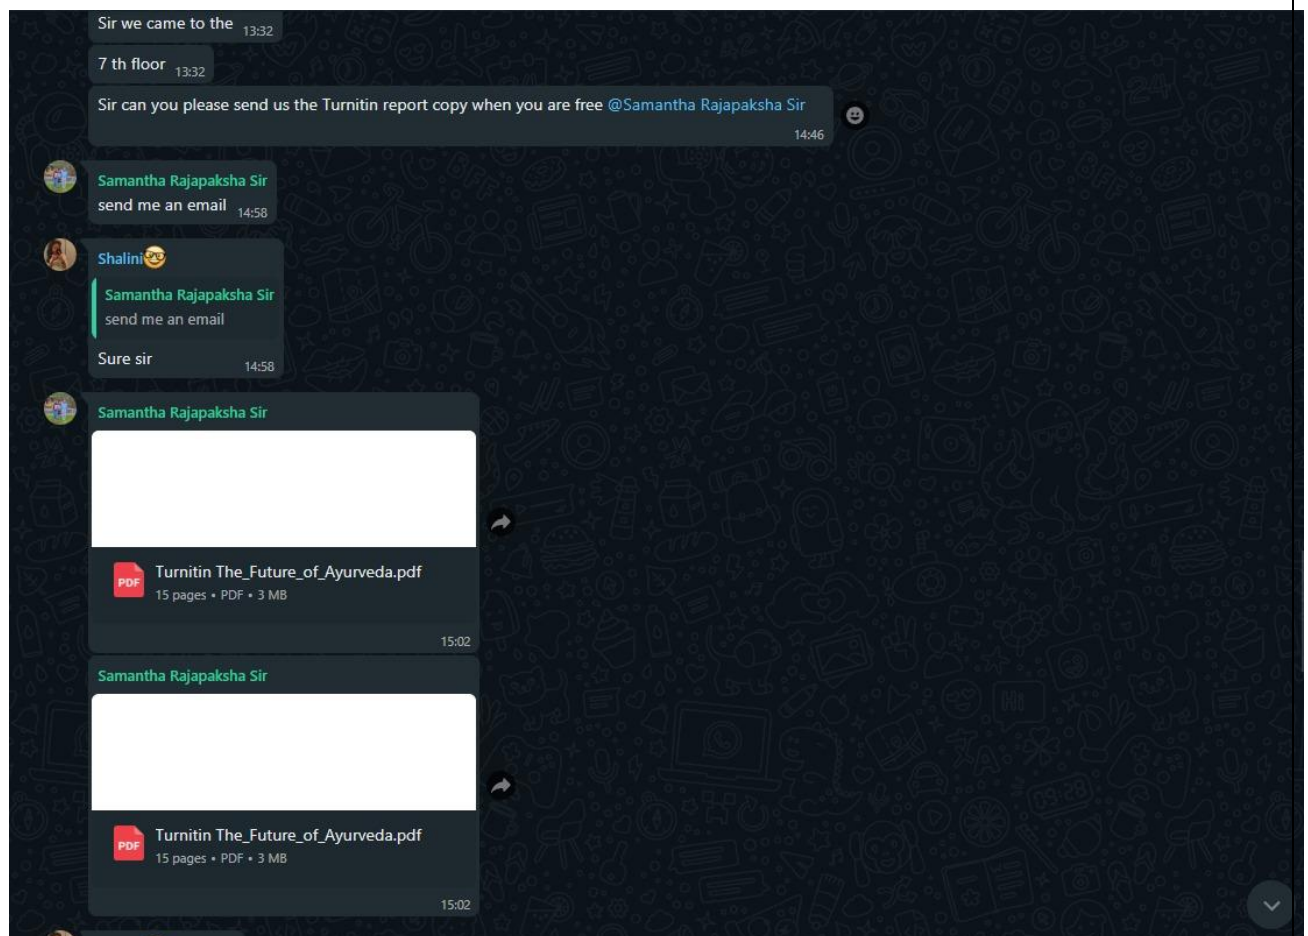 Sir we came to the 13:32
7 th floor 13:32
Sir can you please send us the Turnitin report copy when you are free @Samantha Rajapaksha Sir
14:46
Samantha Rajapaksha Sir
send me an email 14:58
Shalini🤓
Samantha Rajapaksha Sir
send me an email
Sure sir 14:58
Samantha Rajapaksha Sir
PDF Turnitin The_Future_of_Ayurveda.pdf
15 pages • PDF • 3 MB
15:02
Samantha Rajapaksha Sir
PDF Turnitin The_Future_of_Ayurveda.pdf
15 pages • PDF • 3 MB
15:02